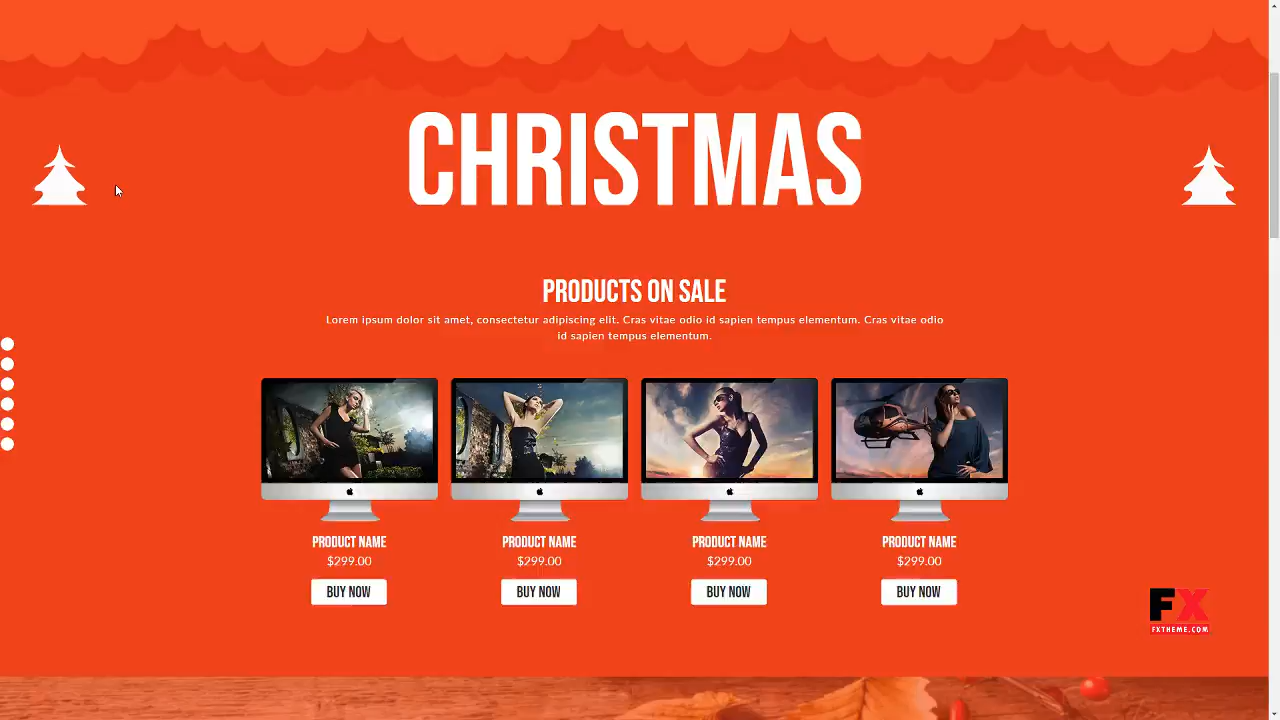 CHRISTMAS
PRODUCTS ON SALE
Lorem ipsum dolor sit amet, consectetur adipiscing elit. Cras vitae odio id sapien tempus elementum. Cras vitae odio
id sapien tempus elementum.
PRODUCT NAME PRODUCT NAME PRODUCT NAME PRODUCT NAME
$299.00 $299.00 $299.00 $299.00
BUY NOW BUY NOW BUY NOW BUY NOW
FX
FXTHEME.COM